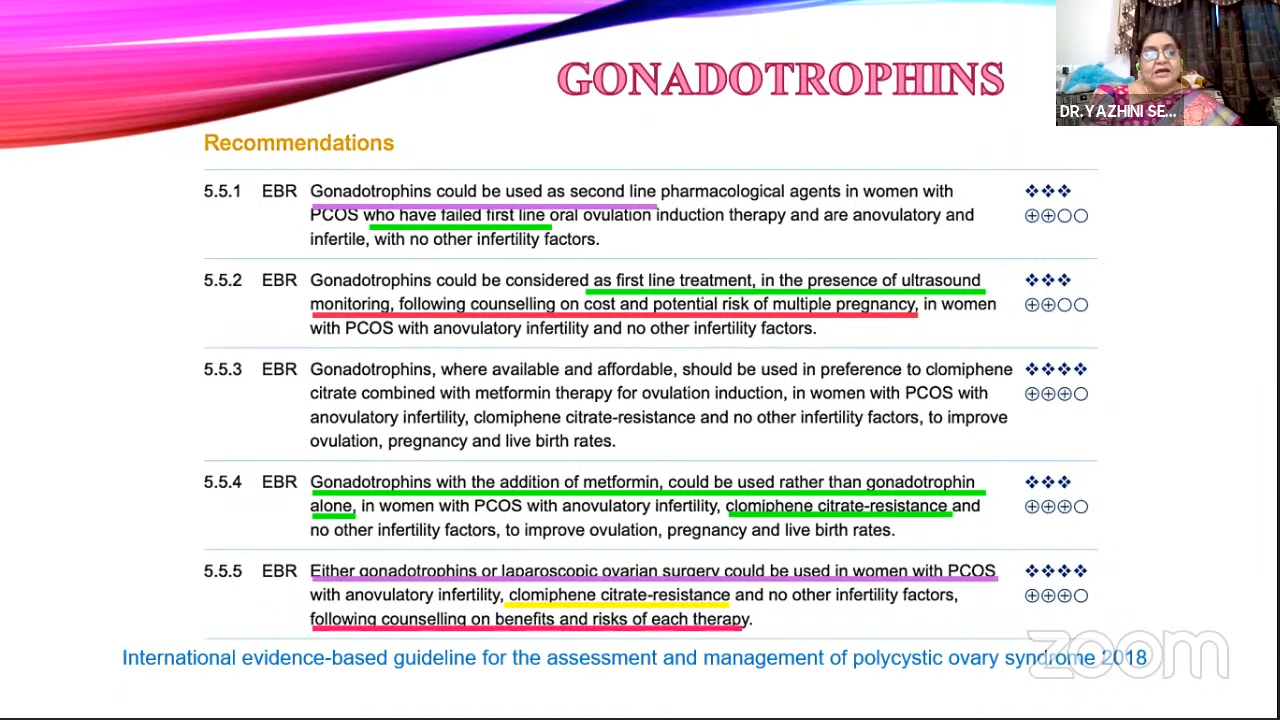 GONADOTROPHINS
DR.YAZHINI SE...
Recommendations
5.5.1 EBR Gonadotrophins could be used as second line pharmacological agents in women with ❖❖❖
PCOS who have failed first line oral ovulation induction therapy and are anovulatory and ⊕⊕○○
infertile, with no other infertility factors.
5.5.2 EBR Gonadotrophins could be considered as first line treatment, in the presence of ultrasound ❖❖❖
monitoring, following counselling on cost and potential risk of multiple pregnancy, in women ⊕⊕○○
with PCOS with anovulatory infertility and no other infertility factors.
5.5.3 EBR Gonadotrophins, where available and affordable, should be used in preference to clomiphene ❖❖❖❖
citrate combined with metformin therapy for ovulation induction, in women with PCOS with ⊕⊕⊕○
anovulatory infertility, clomiphene citrate-resistance and no other infertility factors, to improve
ovulation, pregnancy and live birth rates.
5.5.4 EBR Gonadotrophins with the addition of metformin, could be used rather than gonadotrophin ❖❖❖
alone, in women with PCOS with anovulatory infertility, clomiphene citrate-resistance and ⊕⊕⊕○
no other infertility factors, to improve ovulation, pregnancy and live birth rates.
5.5.5 EBR Either gonadotrophins or laparoscopic ovarian surgery could be used in women with PCOS ❖❖❖❖
with anovulatory infertility, clomiphene citrate-resistance and no other infertility factors, ⊕⊕⊕○
following counselling on benefits and risks of each therapy.
International evidence-based guideline for the assessment and management of polycystic ovary syndrome 2018
zoom